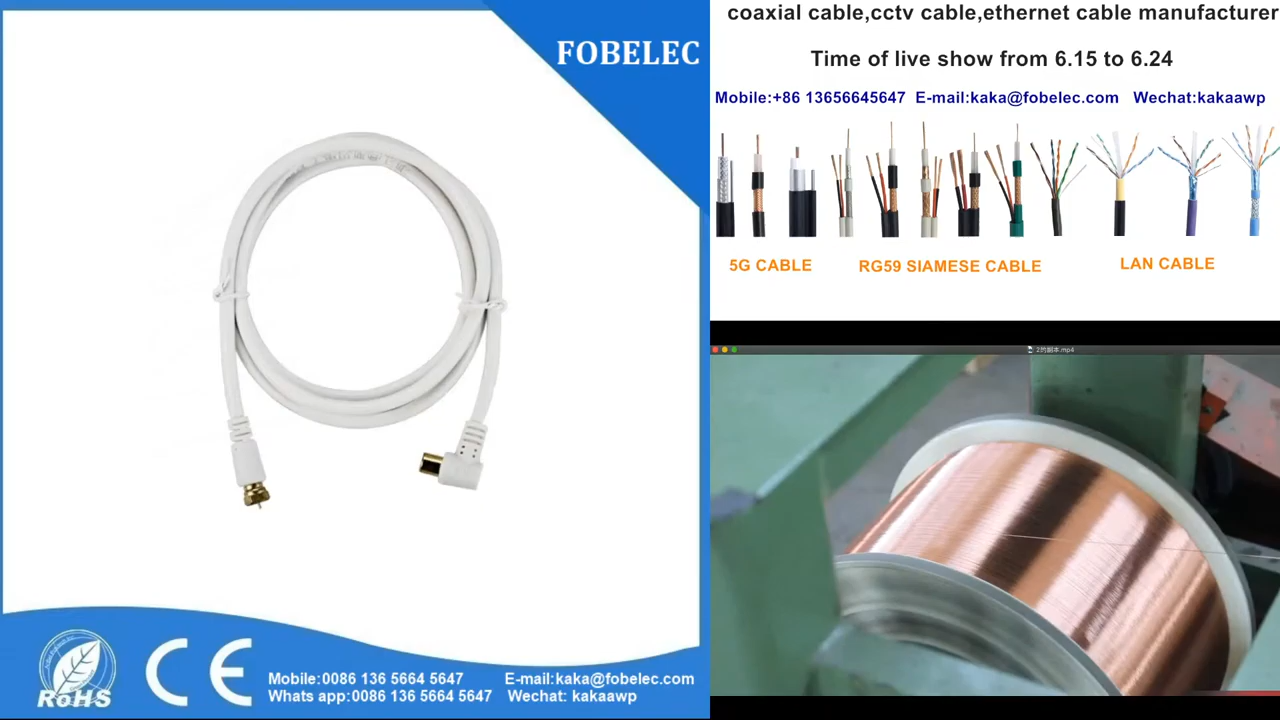 FOBELEC
RoHS
CE
Mobile:0086 136 5664 5647 E-mail:kaka@fobelec.com
Whats app:0086 136 5664 5647 Wechat: kakaawp
coaxial cable,cctv cable,ethernet cable manufacturer
Time of live show from 6.15 to 6.24
Mobile:+86 13656645647 E-mail:kaka@fobelec.com Wechat:kakaawp
5G CABLE
RG59 SIAMESE CABLE
LAN CABLE